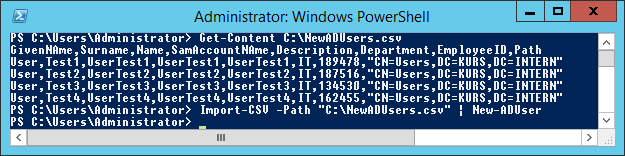 Administrator: Windows PowerShell
PS C:\Users\Administrator> Get-Content C:\NewADUsers.csv
GivenNAme,Surname,Name,SamAccountNAme,Description,Department,EmployeeID,Path
User,Test1,UserTest1,UserTest1,UserTest1,IT,189478,"CN=Users,DC=KURS,DC=INTERN"
User,Test2,UserTest2,UserTest2,UserTest2,IT,187516,"CN=Users,DC=KURS,DC=INTERN"
User,Test3,UserTest3,UserTest3,UserTest3,IT,134530,"CN=Users,DC=KURS,DC=INTERN"
User,Test4,UserTest4,UserTest4,UserTest4,IT,162455,"CN=Users,DC=KURS,DC=INTERN"
PS C:\Users\Administrator> Import-CSV -Path "C:\NewADUsers.csv" | New-ADUser
PS C:\Users\Administrator>